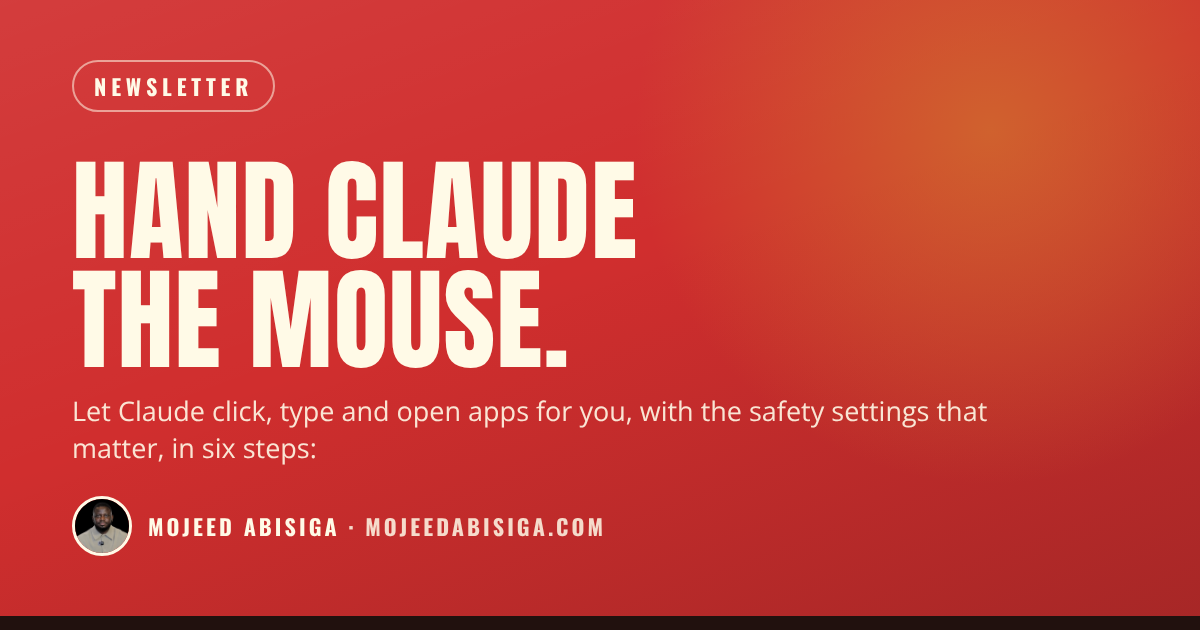 NEWSLETTER
HAND CLAUDE
THE MOUSE.
Let Claude click, type and open apps for you, with the safety settings that
matter, in six steps:
MOJEED ABISIGA · MOJEEDABISIGA.COM